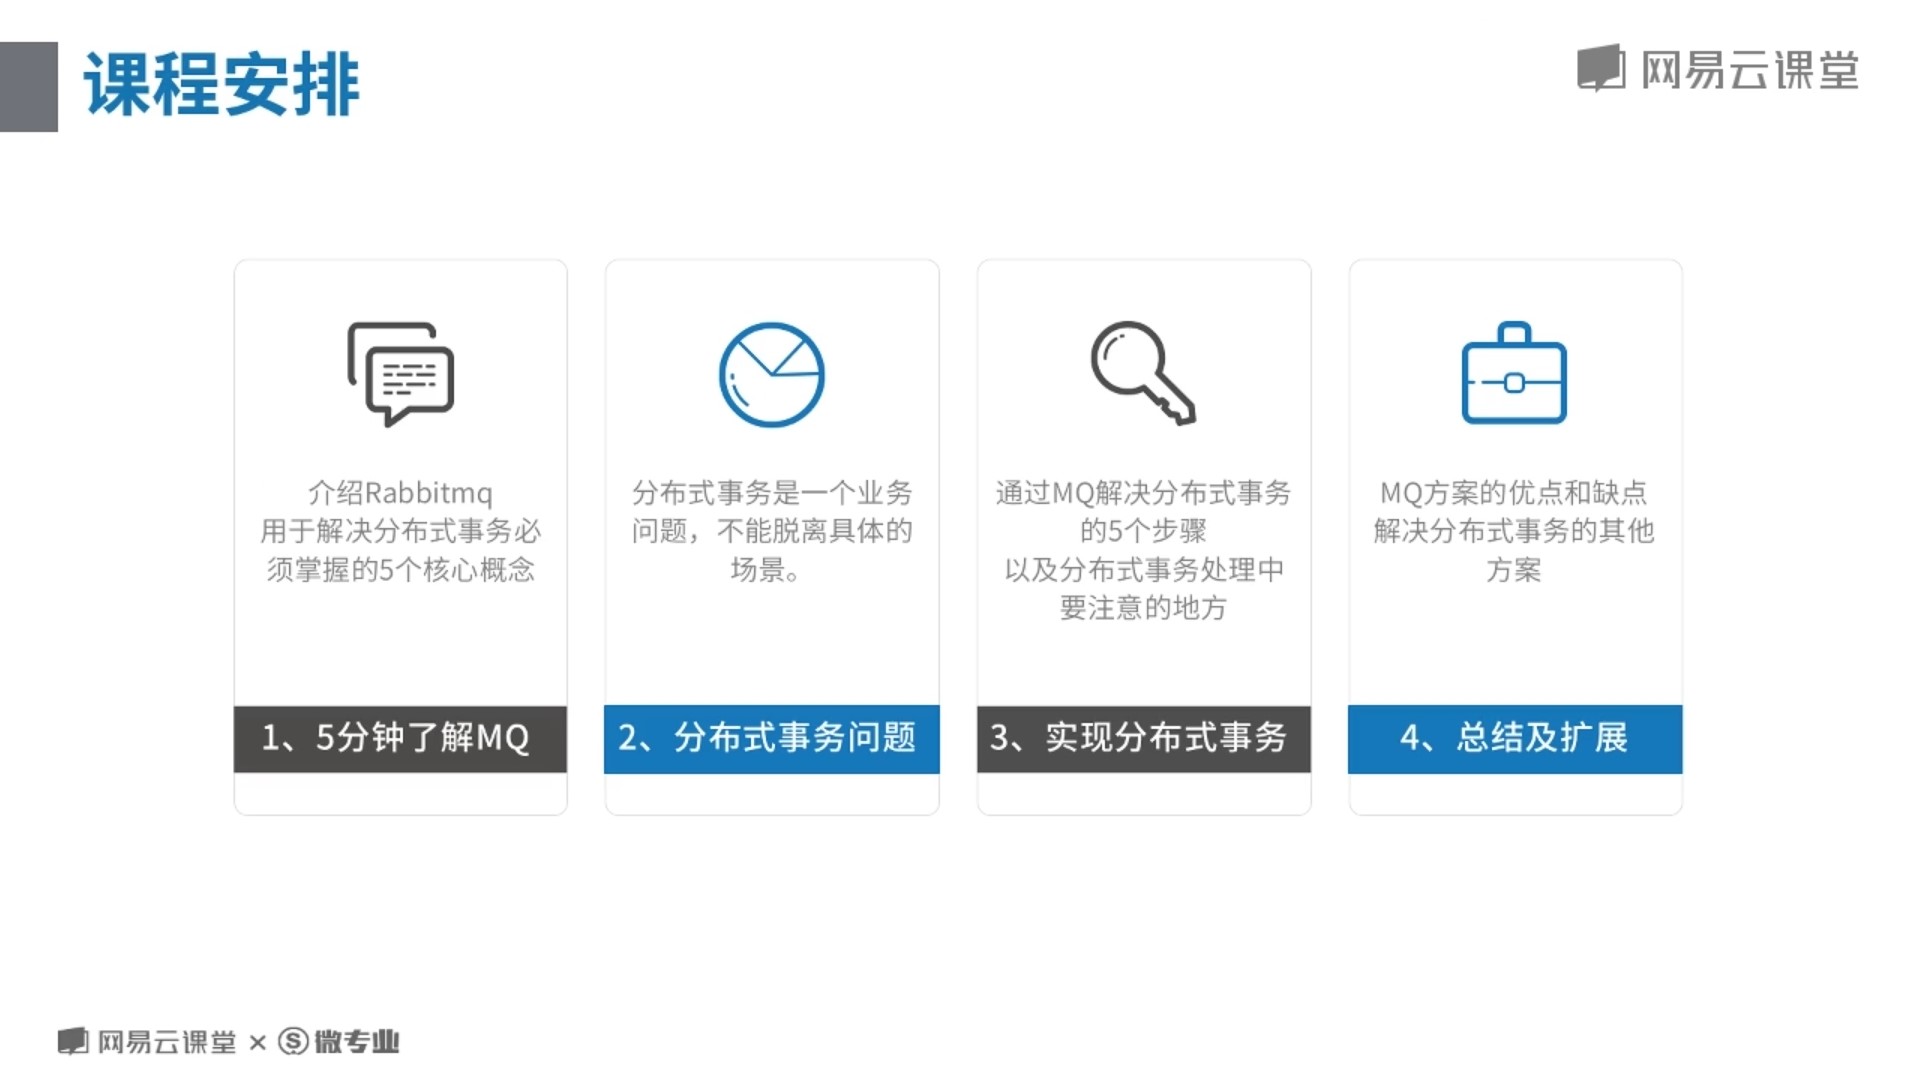 课程安排
网易云课堂
介绍Rabbitmq
用于解决分布式事务必
须掌握的5个核心概念
1、5分钟了解MQ
分布式事务是一个业务
问题，不能脱离具体的
场景。
2、分布式事务问题
通过MQ解决分布式事务
的5个步骤
以及分布式事务处理中
要注意的地方
3、实现分布式事务
MQ方案的优点和缺点
解决分布式事务的其他
方案
4、总结及扩展
网易云课堂 × 微专业